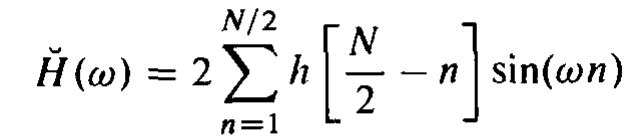 H̆(ω) = 2 ∑_{n=1}^{N/2} h[N/2 − n] sin(ωn)